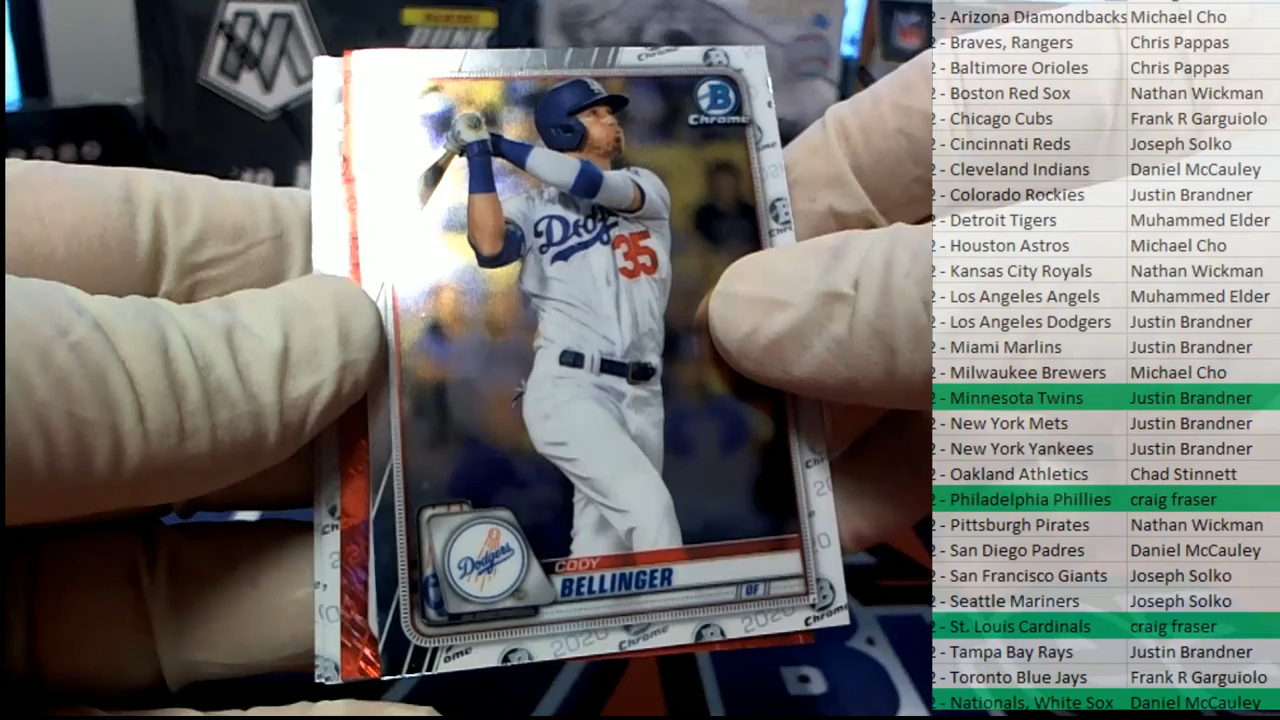 B
Chrome
Dodgers
35
Dodgers
CODY
BELLINGER
OF
2020
Chrome
2020
Chrome
2 - Arizona Diamondbacks Michael Cho
2 - Braves, Rangers Chris Pappas
2 - Baltimore Orioles Chris Pappas
2 - Boston Red Sox Nathan Wickman
2 - Chicago Cubs Frank R Garguiolo
2 - Cincinnati Reds Joseph Solko
2 - Cleveland Indians Daniel McCauley
2 - Colorado Rockies Justin Brandner
2 - Detroit Tigers Muhammed Elder
2 - Houston Astros Michael Cho
2 - Kansas City Royals Nathan Wickman
2 - Los Angeles Angels Muhammed Elder
2 - Los Angeles Dodgers Justin Brandner
2 - Miami Marlins Justin Brandner
2 - Milwaukee Brewers Michael Cho
2 - Minnesota Twins Justin Brandner
2 - New York Mets Justin Brandner
2 - New York Yankees Justin Brandner
2 - Oakland Athletics Chad Stinnett
2 - Philadelphia Phillies craig fraser
2 - Pittsburgh Pirates Nathan Wickman
2 - San Diego Padres Daniel McCauley
2 - San Francisco Giants Joseph Solko
2 - Seattle Mariners Joseph Solko
2 - St. Louis Cardinals craig fraser
2 - Tampa Bay Rays Justin Brandner
2 - Toronto Blue Jays Frank R Garguiolo
2 - Nationals, White Sox Daniel McCauley